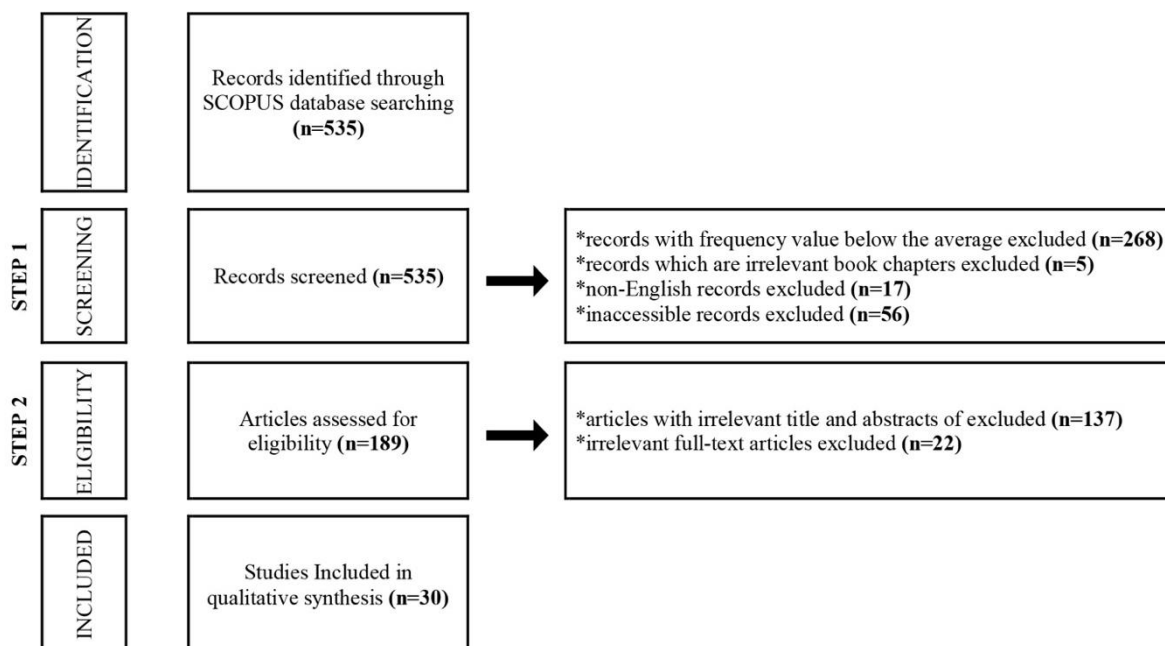 IDENTIFICATION
Records identified through
SCOPUS database searching
(n=535)
STEP 1
SCREENING
Records screened (n=535)
*records with frequency value below the average excluded (n=268)
*records which are irrelevant book chapters excluded (n=5)
*non-English records excluded (n=17)
*inaccessible records excluded (n=56)
STEP 2
ELIGIBILITY
Articles assessed for
eligibility (n=189)
*articles with irrelevant title and abstracts of excluded (n=137)
*irrelevant full-text articles excluded (n=22)
INCLUDED
Studies Included in
qualitative synthesis (n=30)